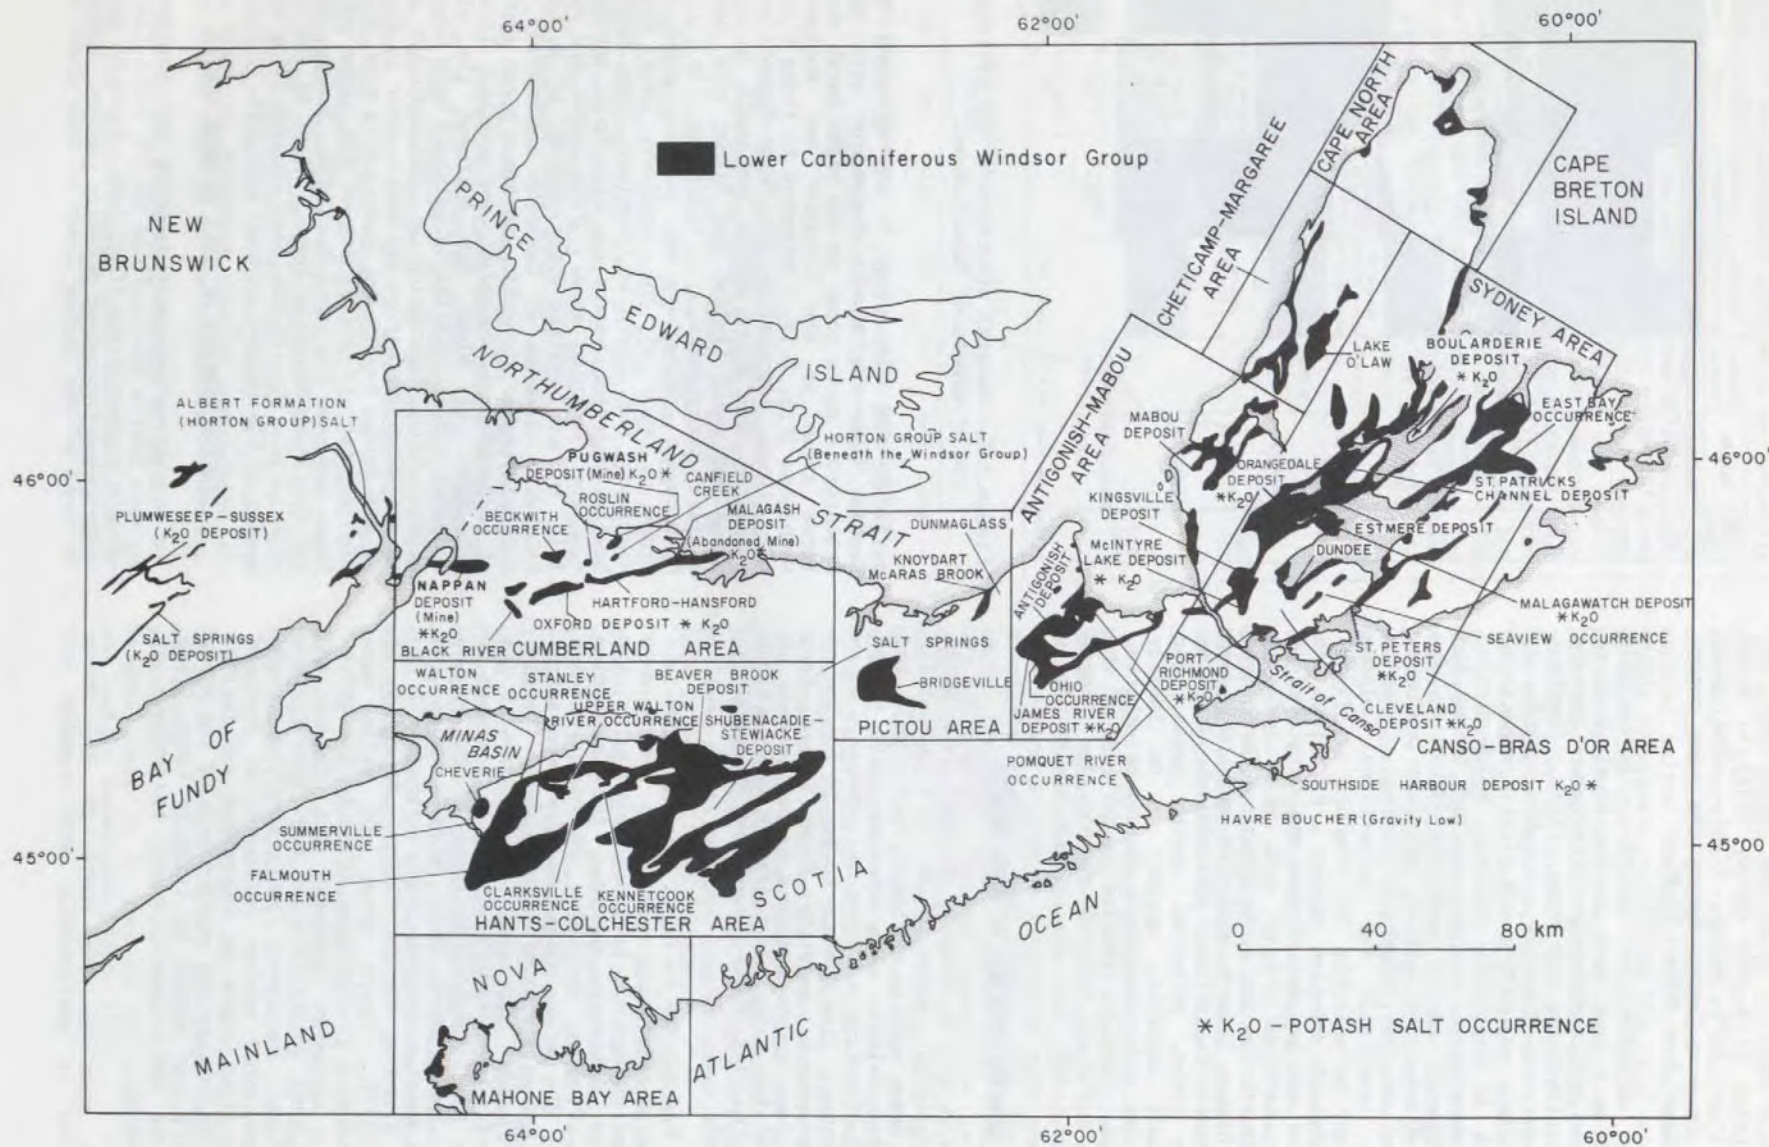 64°00'
62°00'
60°00'
Lower Carboniferous Windsor Group
NEW
BRUNSWICK
PRINCE
EDWARD
ISLAND
NORTHUMBERLAND
STRAIT
CAPE NORTH
AREA
CAPE
BRETON
ISLAND
CHETICAMP-MARGAREE
AREA
SYDNEY AREA
LAKE
O'LAW
BOULARDERIE
DEPOSIT
* K₂O
EAST BAY
OCCURRENCE
ANTIGONISH-MABOU
AREA
MABOU
DEPOSIT
ORANGEDALE
DEPOSIT
*K₂O
ST. PATRICKS
CHANNEL DEPOSIT
KINGSVILLE
DEPOSIT
ESTMERE DEPOSIT
DUNDEE
McINTYRE
LAKE DEPOSIT
* K₂O
MALAGAWATCH DEPOSIT
*K₂O
SEAVIEW OCCURRENCE
ST. PETERS
DEPOSIT
*K₂O
PORT
RICHMOND
DEPOSIT
*K₂O
Strait of Canso
CLEVELAND
DEPOSIT *K₂O
CANSO-BRAS D'OR AREA
ALBERT FORMATION
(HORTON GROUP) SALT
46°00'
46°00'
PLUMWESEEP-SUSSEX
(K₂O DEPOSIT)
SALT SPRINGS
(K₂O DEPOSIT)
PUGWASH
DEPOSIT (Mine) K₂O *
ROSLIN
OCCURRENCE
CANFIELD
CREEK
HORTON GROUP SALT
(Beneath the Windsor Group)
BECKWITH
OCCURRENCE
MALAGASH
DEPOSIT
(Abandoned Mine)
K₂O*
NAPPAN
DEPOSIT
(Mine)
*K₂O
HARTFORD-HANSFORD
OXFORD DEPOSIT * K₂O
BLACK RIVER
CUMBERLAND AREA
DUNMAGLASS
KNOYDART
McARAS BROOK
SALT SPRINGS
BRIDGEVILLE
PICTOU AREA
ANTIGONISH
DEPOSIT
OHIO
OCCURRENCE
JAMES RIVER
DEPOSIT *K₂O
POMQUET RIVER
OCCURRENCE
SOUTHSIDE HARBOUR DEPOSIT K₂O *
HAVRE BOUCHER (Gravity Low)
WALTON
OCCURRENCE
STANLEY
OCCURRENCE
BEAVER BROOK
DEPOSIT
UPPER WALTON
RIVER OCCURRENCE
SHUBENACADIE-
STEWIACKE
DEPOSIT
MINAS
BASIN
CHEVERIE
BAY OF
FUNDY
SUMMERVILLE
OCCURRENCE
FALMOUTH
OCCURRENCE
CLARKSVILLE
OCCURRENCE
KENNETCOOK
OCCURRENCE
HANTS-COLCHESTER AREA
45°00'
45°00'
MAINLAND
NOVA
SCOTIA
ATLANTIC
OCEAN
MAHONE BAY AREA
0 40 80 km
* K₂O - POTASH SALT OCCURRENCE
64°00'
62°00'
60°00'